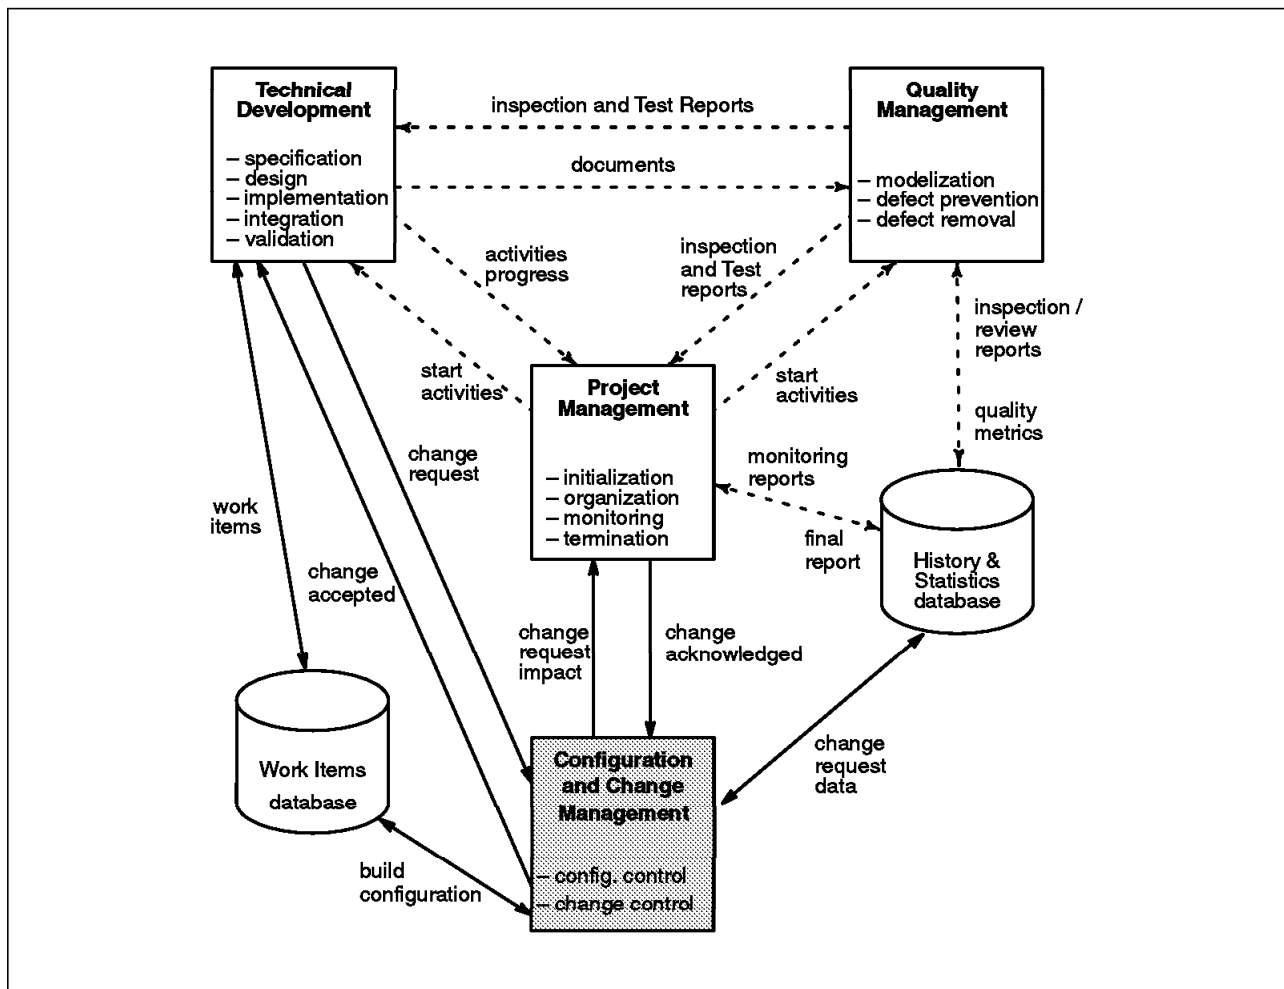 Technical
Development
– specification
– design
– implementation
– integration
– validation
inspection and Test Reports
documents
Quality
Management
– modelization
– defect prevention
– defect removal
activities
progress
inspection
and Test
reports
inspection /
review
reports
start
activities
Project
Management
– initialization
– organization
– monitoring
– termination
start
activities
quality
metrics
change
request
monitoring
reports
work
items
final
report
History &
Statistics
database
change
accepted
change
request
impact
change
acknowledged
Work Items
database
Configuration
and Change
Management
– config. control
– change control
change
request
data
build
configuration